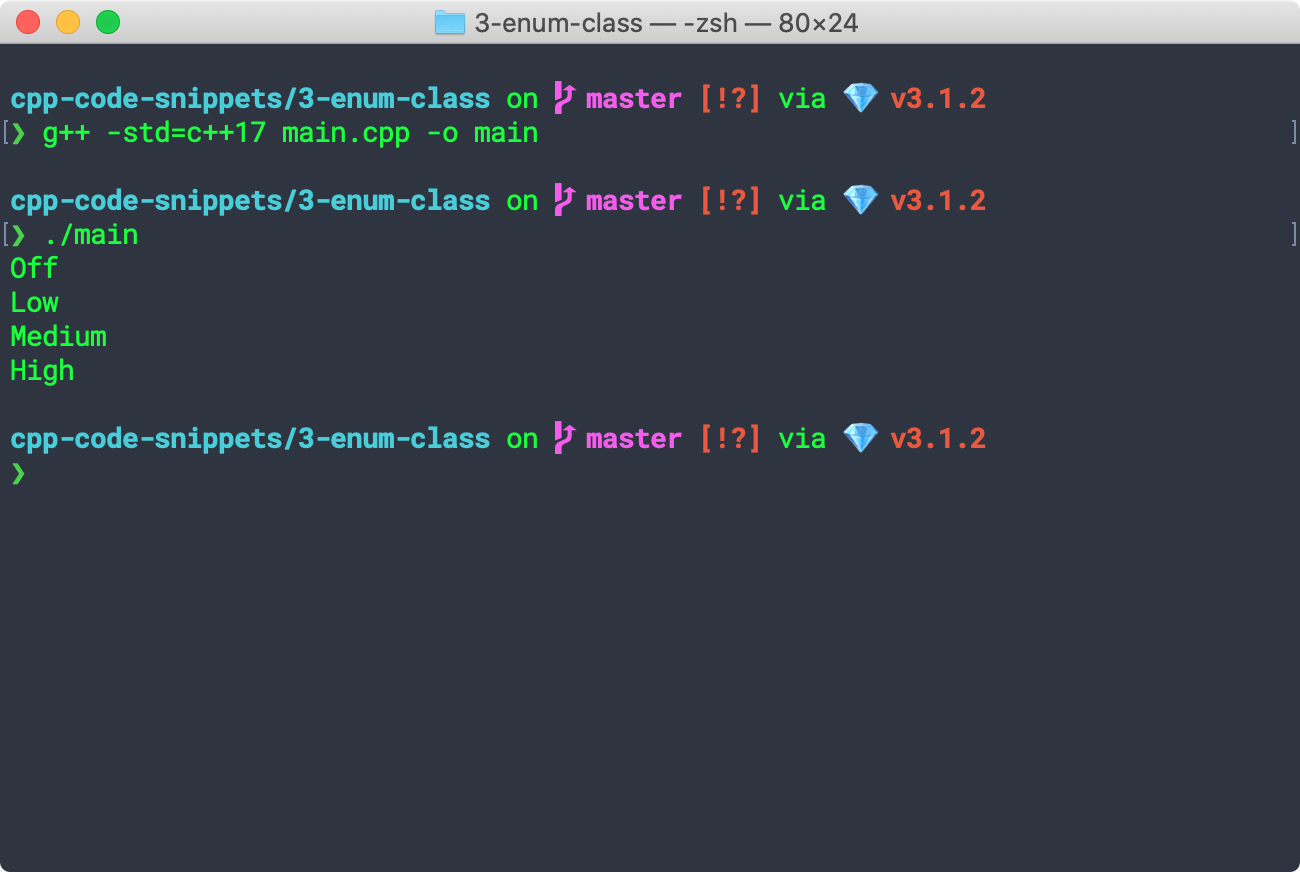 3-enum-class — -zsh — 80×24
cpp-code-snippets/3-enum-class on master [!?] via 💎 v3.1.2
[❯ g++ -std=c++17 main.cpp -o main ]
cpp-code-snippets/3-enum-class on master [!?] via 💎 v3.1.2
[❯ ./main ]
Off
Low
Medium
High
cpp-code-snippets/3-enum-class on master [!?] via 💎 v3.1.2
❯